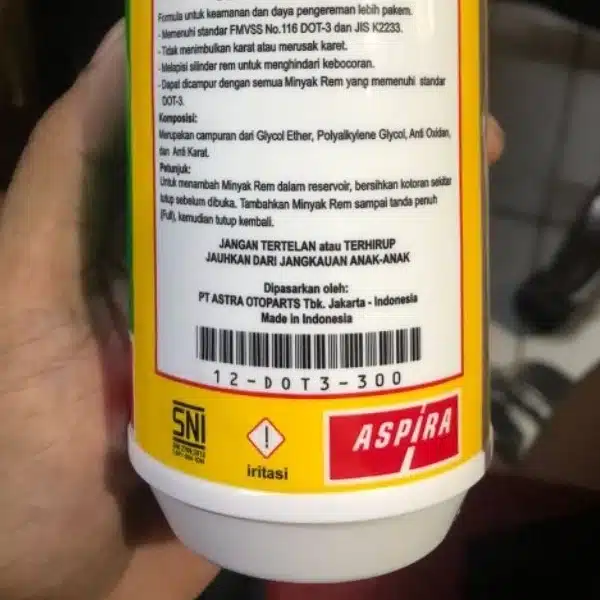 Formula untuk keamanan dan daya pengereman lebih pakem.
- Memenuhi standar FMVSS No.116 DOT-3 dan JIS K2233.
- Tidak menimbulkan karat atau merusak karet.
- Melapisi silinder rem untuk menghindari kebocoran.
- Dapat dicampur dengan semua Minyak Rem yang memenuhi standar
DOT-3.
Komposisi:
Merupakan campuran dari Glycol Ether, Polyalkylene Glycol, Anti Oxidan,
dan Anti Karat.
Petunjuk:
Untuk menambah Minyak Rem dalam reservoir, bersihkan kotoran sekitar
tutup sebelum dibuka. Tambahkan Minyak Rem sampai tanda penuh
(Full), kemudian tutup kembali.
JANGAN TERTELAN atau TERHIRUP
JAUHKAN DARI JANGKAUAN ANAK-ANAK
Dipasarkan oleh:
PT ASTRA OTOPARTS Tbk. Jakarta - Indonesia
Made in Indonesia
12-DOT3-300
SNI
iritasi
ASPIRA